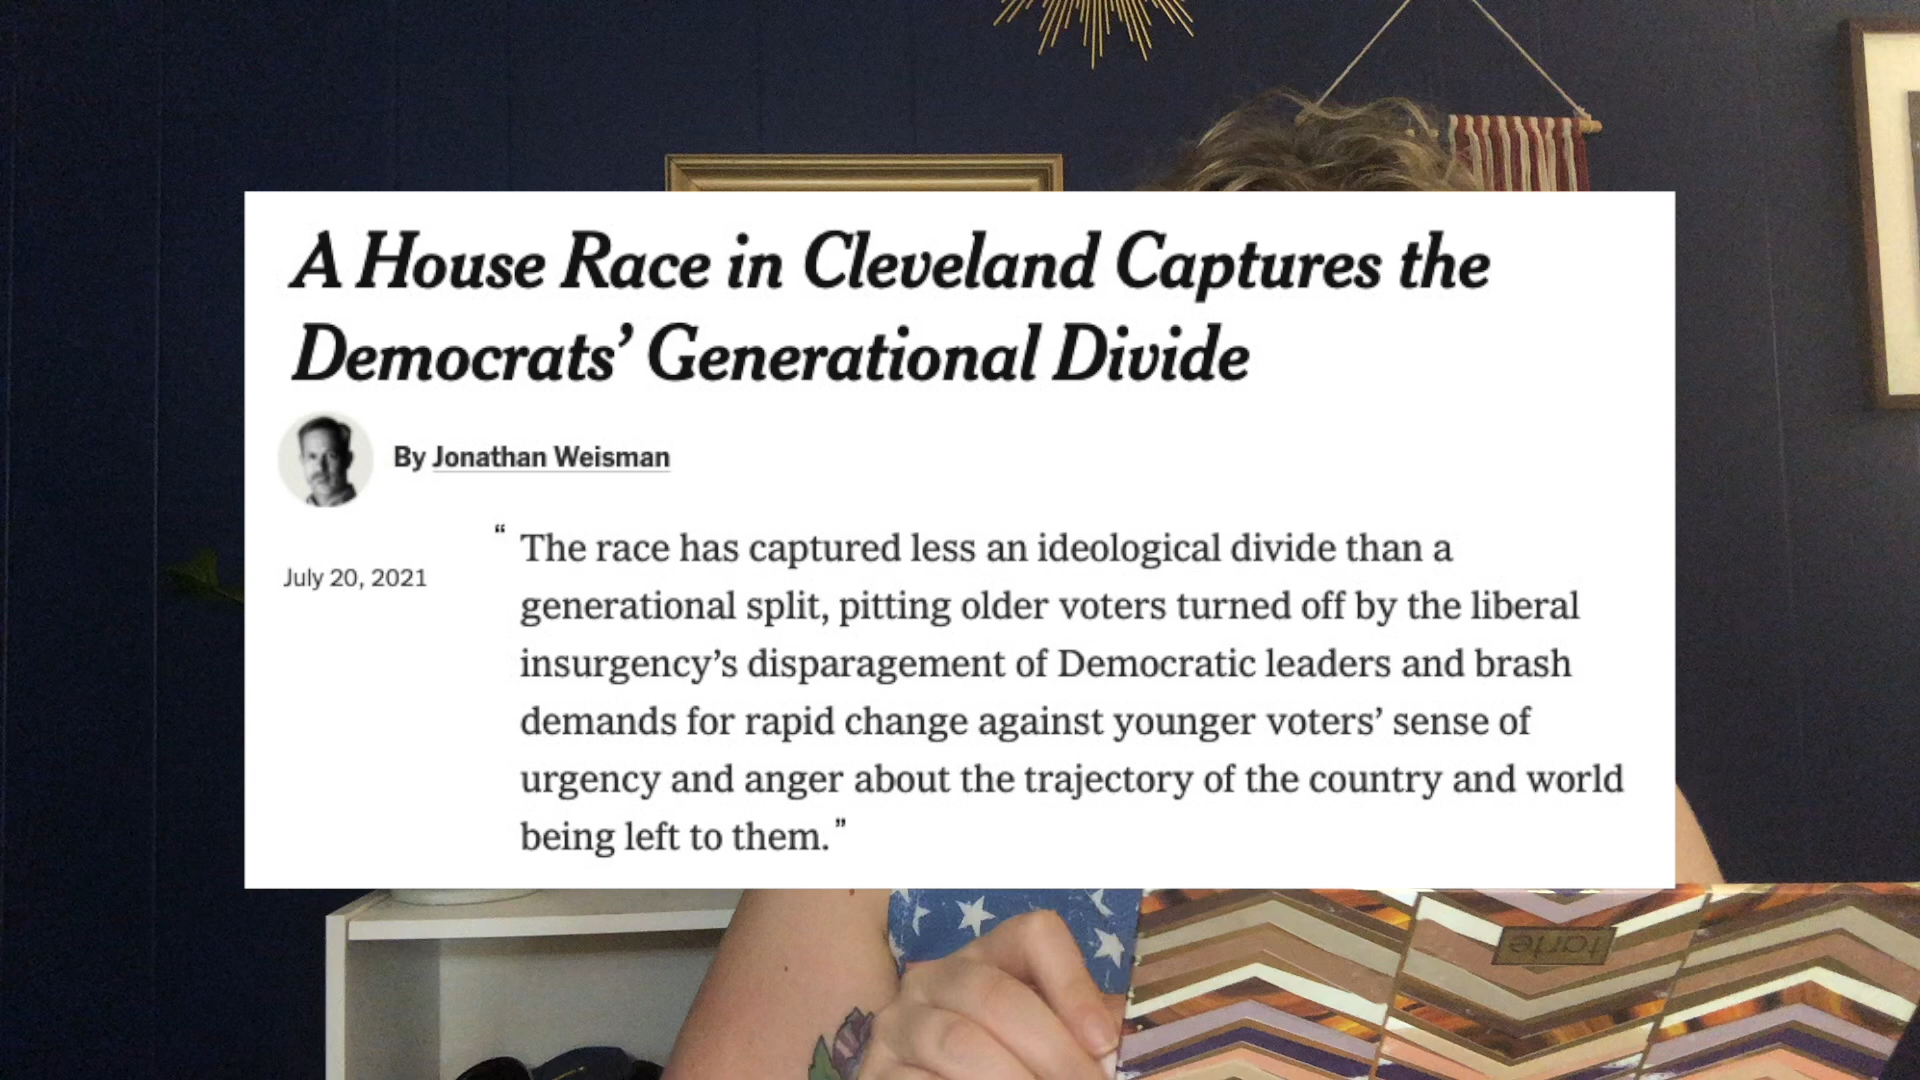 A House Race in Cleveland Captures the
Democrats’ Generational Divide
By Jonathan Weisman
July 20, 2021
“ The race has captured less an ideological divide than a
generational split, pitting older voters turned off by the liberal
insurgency’s disparagement of Democratic leaders and brash
demands for rapid change against younger voters’ sense of
urgency and anger about the trajectory of the country and world
being left to them.”
tarte